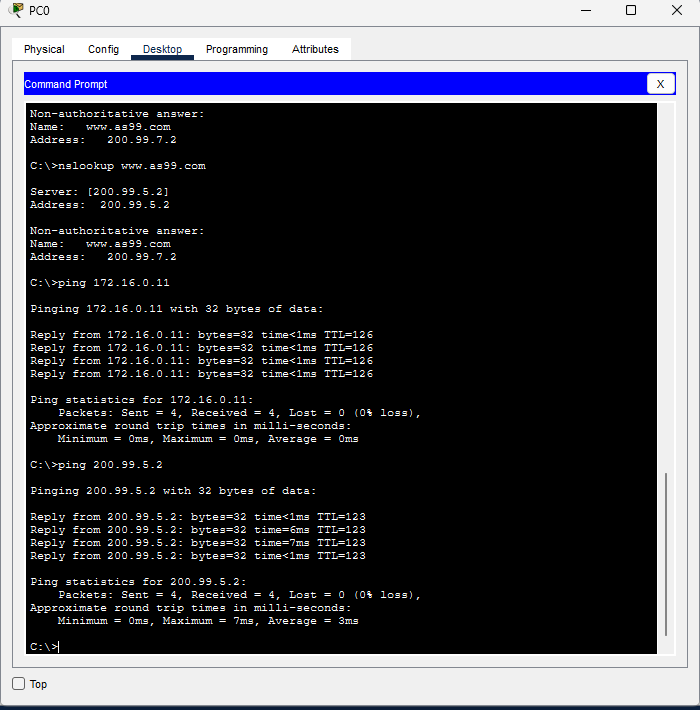 PC0
Physical Config Desktop Programming Attributes
Command Prompt X
Non-authoritative answer:
Name: www.as99.com
Address: 200.99.7.2
C:\>nslookup www.as99.com
Server: [200.99.5.2]
Address: 200.99.5.2
Non-authoritative answer:
Name: www.as99.com
Address: 200.99.7.2
C:\>ping 172.16.0.11
Pinging 172.16.0.11 with 32 bytes of data:
Reply from 172.16.0.11: bytes=32 time<1ms TTL=126
Reply from 172.16.0.11: bytes=32 time<1ms TTL=126
Reply from 172.16.0.11: bytes=32 time<1ms TTL=126
Reply from 172.16.0.11: bytes=32 time<1ms TTL=126
Ping statistics for 172.16.0.11:
Packets: Sent = 4, Received = 4, Lost = 0 (0% loss),
Approximate round trip times in milli-seconds:
Minimum = 0ms, Maximum = 0ms, Average = 0ms
C:\>ping 200.99.5.2
Pinging 200.99.5.2 with 32 bytes of data:
Reply from 200.99.5.2: bytes=32 time<1ms TTL=123
Reply from 200.99.5.2: bytes=32 time=6ms TTL=123
Reply from 200.99.5.2: bytes=32 time=7ms TTL=123
Reply from 200.99.5.2: bytes=32 time<1ms TTL=123
Ping statistics for 200.99.5.2:
Packets: Sent = 4, Received = 4, Lost = 0 (0% loss),
Approximate round trip times in milli-seconds:
Minimum = 0ms, Maximum = 7ms, Average = 3ms
C:\>
Top